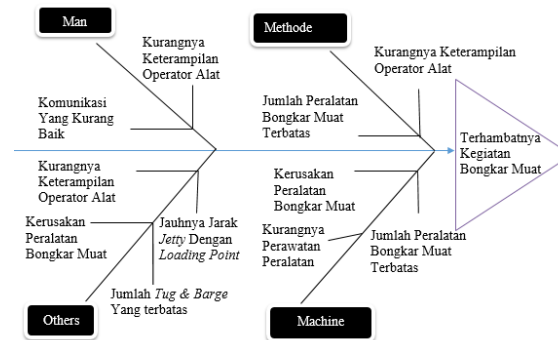 Man
Kurangnya
Keterampilan
Operator Alat
Komunikasi
Yang Kurang
Baik
Methode
Kurangnya Keterampilan
Operator Alat
Jumlah Peralatan
Bongkar Muat
Terbatas
Terhambatnya
Kegiatan
Bongkar Muat
Kurangnya
Keterampilan
Operator Alat
Kerusakan
Peralatan
Bongkar Muat
Jauhnya Jarak
Jetty Dengan
Loading Point
Jumlah Tug & Barge
Yang terbatas
Others
Kerusakan
Peralatan
Bongkar Muat
Kurangnya
Perawatan
Peralatan
Jumlah Peralatan
Bongkar Muat
Terbatas
Machine